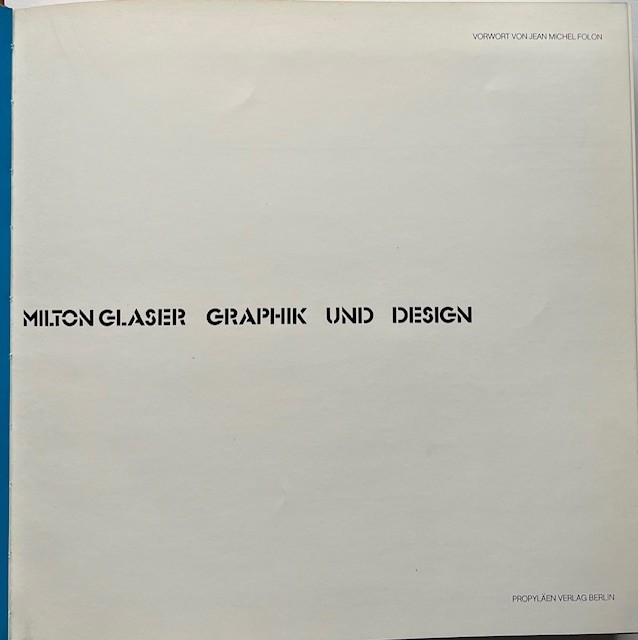 VORWORT VON JEAN MICHEL FOLON
MILTON GLASER GRAPHIK UND DESIGN
PROPYLÄEN VERLAG BERLIN